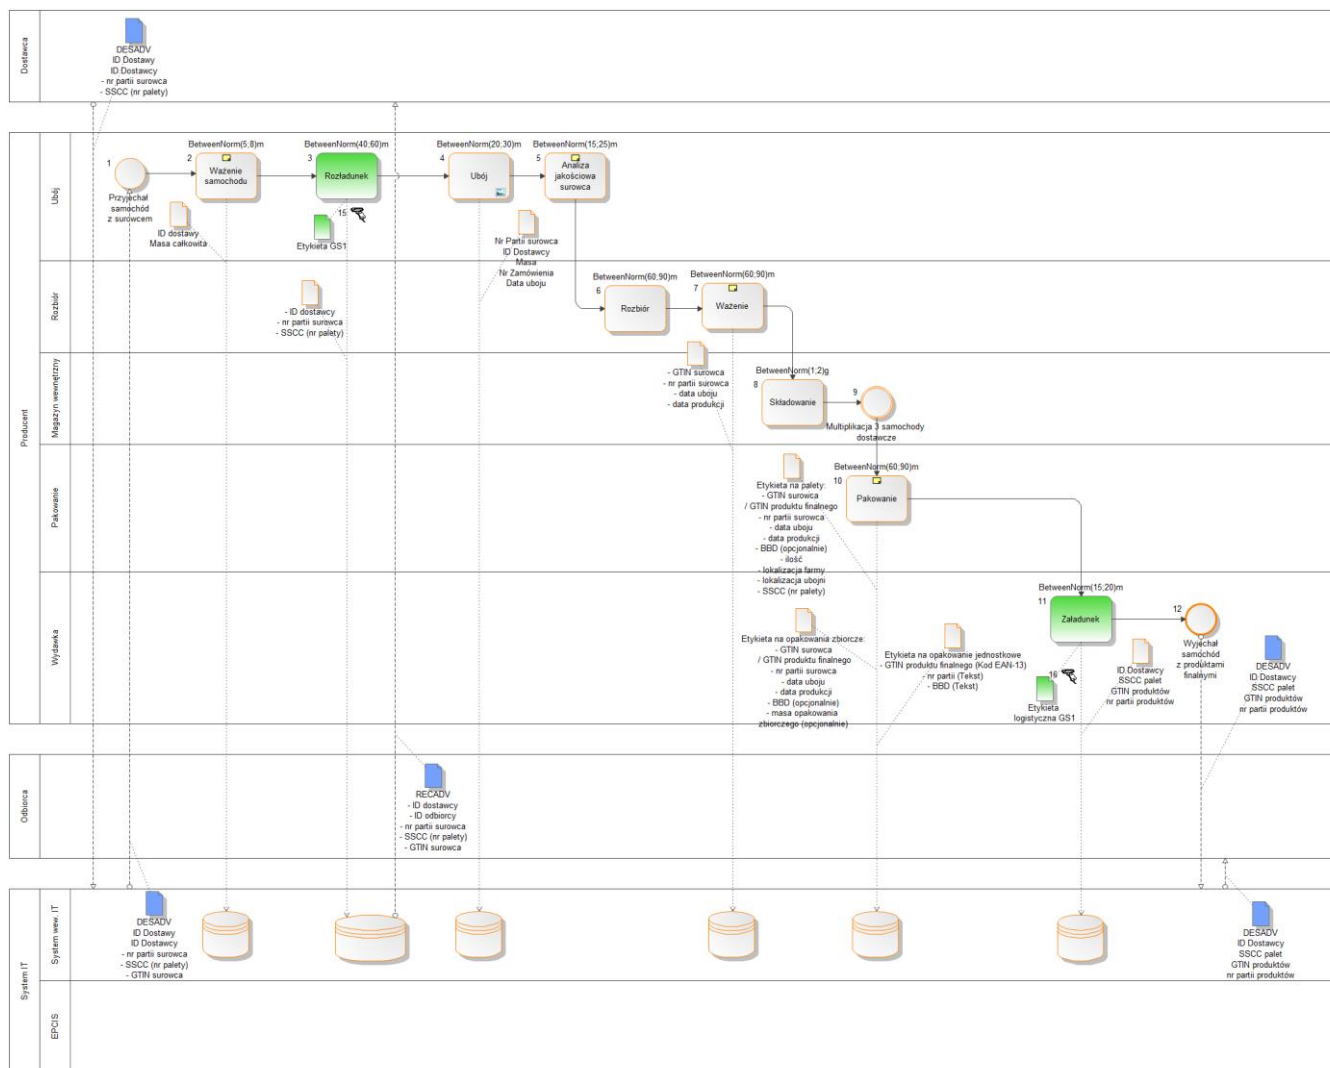 Dostawca
DESADV
ID Dostawy
ID Dostawcy
- nr partii surowca
- SSCC (nr palety)
Producent
Ubój
1
Przyjechał
samochód
z surowcem
BetweenNorm(5;8)m
2
Ważenie
samochodu
ID dostawy
Masa całkowita
BetweenNorm(40;60)m
3
Rozładunek
15
Etykieta GS1
BetweenNorm(20;30)m
4
Ubój
BetweenNorm(15;25)m
5
Analiza
jakościowa
surowca
Nr Partii surowca
ID Dostawcy
Masa
Nr Zamówienia
Data uboju
Rozbiór
- ID dostawcy
- nr partii surowca
- SSCC (nr palety)
BetweenNorm(60;90)m
6
Rozbiór
BetweenNorm(60;90)m
7
Ważenie
Magazyn wewnętrzny
- GTIN surowca
- nr partii surowca
- data uboju
- data produkcji
BetweenNorm(1;2)g
8
Składowanie
9
Multiplikacja 3 samochody
dostawcze
Pakowanie
Etykieta na palety:
- GTIN surowca
/ GTIN produktu finalnego
- nr partii surowca
- data uboju
- data produkcji
- BBD (opcjonalnie)
- ilość
- lokalizacja farmy
- lokalizacja ubojni
- SSCC (nr palety)
BetweenNorm(60;90)m
10
Pakowanie
Wydawka
Etykieta na opakowania zbiorcze:
- GTIN surowca
/ GTIN produktu finalnego
- nr partii surowca
- data uboju
- data produkcji
- BBD (opcjonalnie)
- masa opakowania
zbiorczego (opcjonalnie)
Etykieta na opakowanie jednostkowe
- GTIN produktu finalnego (Kod EAN-13)
- nr partii (Tekst)
- BBD (Tekst)
BetweenNorm(15;20)m
11
Załadunek
16
Etykieta
logistyczna GS1
ID Dostawcy
SSCC palet
GTIN produktów
nr partii produktów
12
Wyjechał
samochód
z produktami
finalnymi
DESADV
ID Dostawcy
SSCC palet
GTIN produktów
nr partii produktów
Odbiorca
RECADV
- ID dostawcy
- ID odbiorcy
- nr partii surowca
- SSCC (nr palety)
- GTIN surowca
System IT
System wew. IT
DESADV
ID Dostawy
ID Dostawcy
- nr partii surowca
- SSCC (nr palety)
- GTIN surowca
DESADV
ID Dostawcy
SSCC palet
GTIN produktów
nr partii produktów
EPCIS